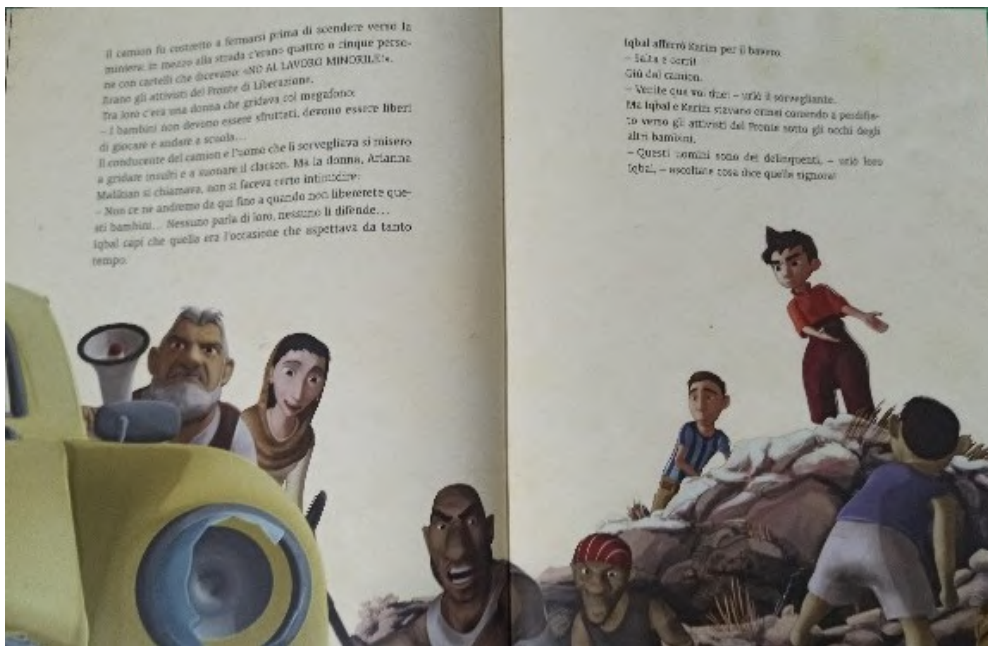 Il camion fu costretto a fermarsi prima di scendere verso la
miniera: in mezzo alla strada c'erano quattro o cinque perso-
ne con cartelli che dicevano: «NO AL LAVORO MINORILE!».
Erano gli attivisti del Fronte di Liberazione.
Tra loro c'era una donna che gridava col megafono:
– I bambini non devono essere sfruttati, devono essere liberi
di giocare e andare a scuola...
Il conducente del camion e l'uomo che li sorvegliava si misero
a gridare insulti e a suonare il clacson. Ma la donna, Arianna
si chiamava, non si faceva certo intimidire:
– Non ce ne andremo da qui fino a quando non libererete que-
sti bambini... Nessuno parla di loro, nessuno li difende...
Iqbal capì che quella era l'occasione che aspettava da tanto
tempo.
Iqbal afferrò Karim per il bavero.
– Salta e corri!
Giù dal camion.
– Venite qua voi due! – urlò il sorvegliante.
Ma Iqbal e Karim stavano ormai correndo a perdifia-
to verso gli attivisti del Fronte sotto gli occhi degli
altri bambini.
– Questi uomini sono dei delinquenti, – urlò loro
Iqbal, – ascoltate cosa dice quella signora!